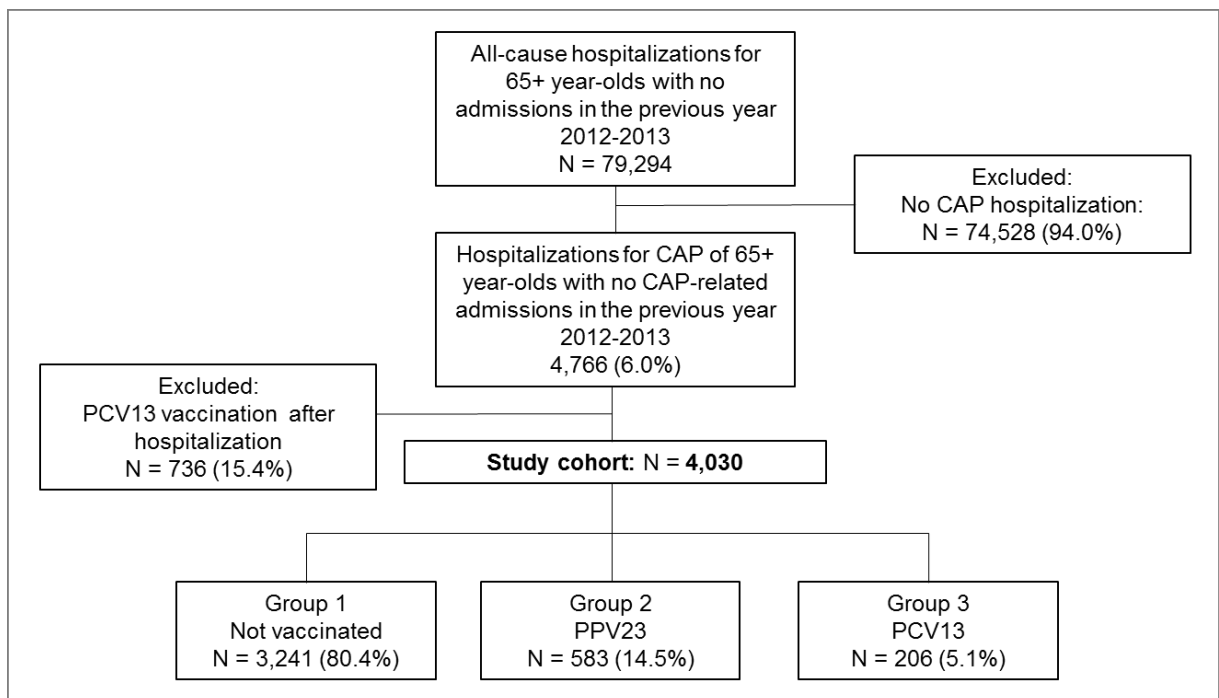 All-cause hospitalizations for
65+ year-olds with no
admissions in the previous year
2012-2013
N = 79,294
Excluded:
No CAP hospitalization:
N = 74,528 (94.0%)
Hospitalizations for CAP of 65+
year-olds with no CAP-related
admissions in the previous year
2012-2013
4,766 (6.0%)
Excluded:
PCV13 vaccination after
hospitalization
N = 736 (15.4%)
Study cohort: N = 4,030
Group 1
Not vaccinated
N = 3,241 (80.4%)
Group 2
PPV23
N = 583 (14.5%)
Group 3
PCV13
N = 206 (5.1%)